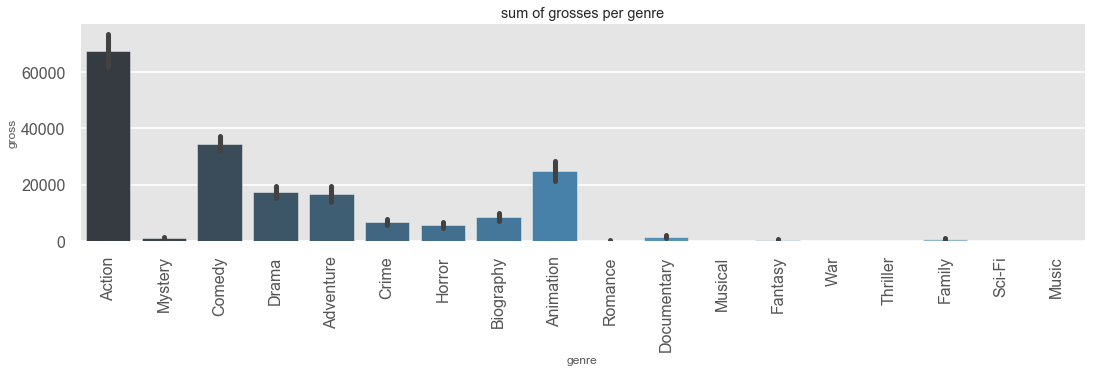 sum of grosses per genre
gross
60000
40000
20000
0
Action
Mystery
Comedy
Drama
Adventure
Crime
Horror
Biography
Animation
Romance
Documentary
Musical
Fantasy
War
Thriller
Family
Sci-Fi
Music
genre